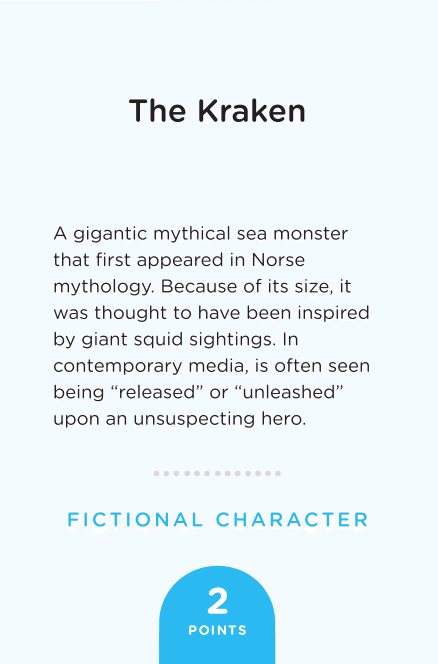 The Kraken
A gigantic mythical sea monster
that first appeared in Norse
mythology. Because of its size, it
was thought to have been inspired
by giant squid sightings. In
contemporary media, is often seen
being “released” or “unleashed”
upon an unsuspecting hero.
FICTIONAL CHARACTER
2
POINTS